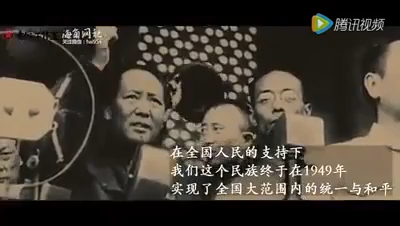 腾讯视频
在全国人民的支持下
我们这个民族终于在1949年
实现了全国大范围内的统一与和平